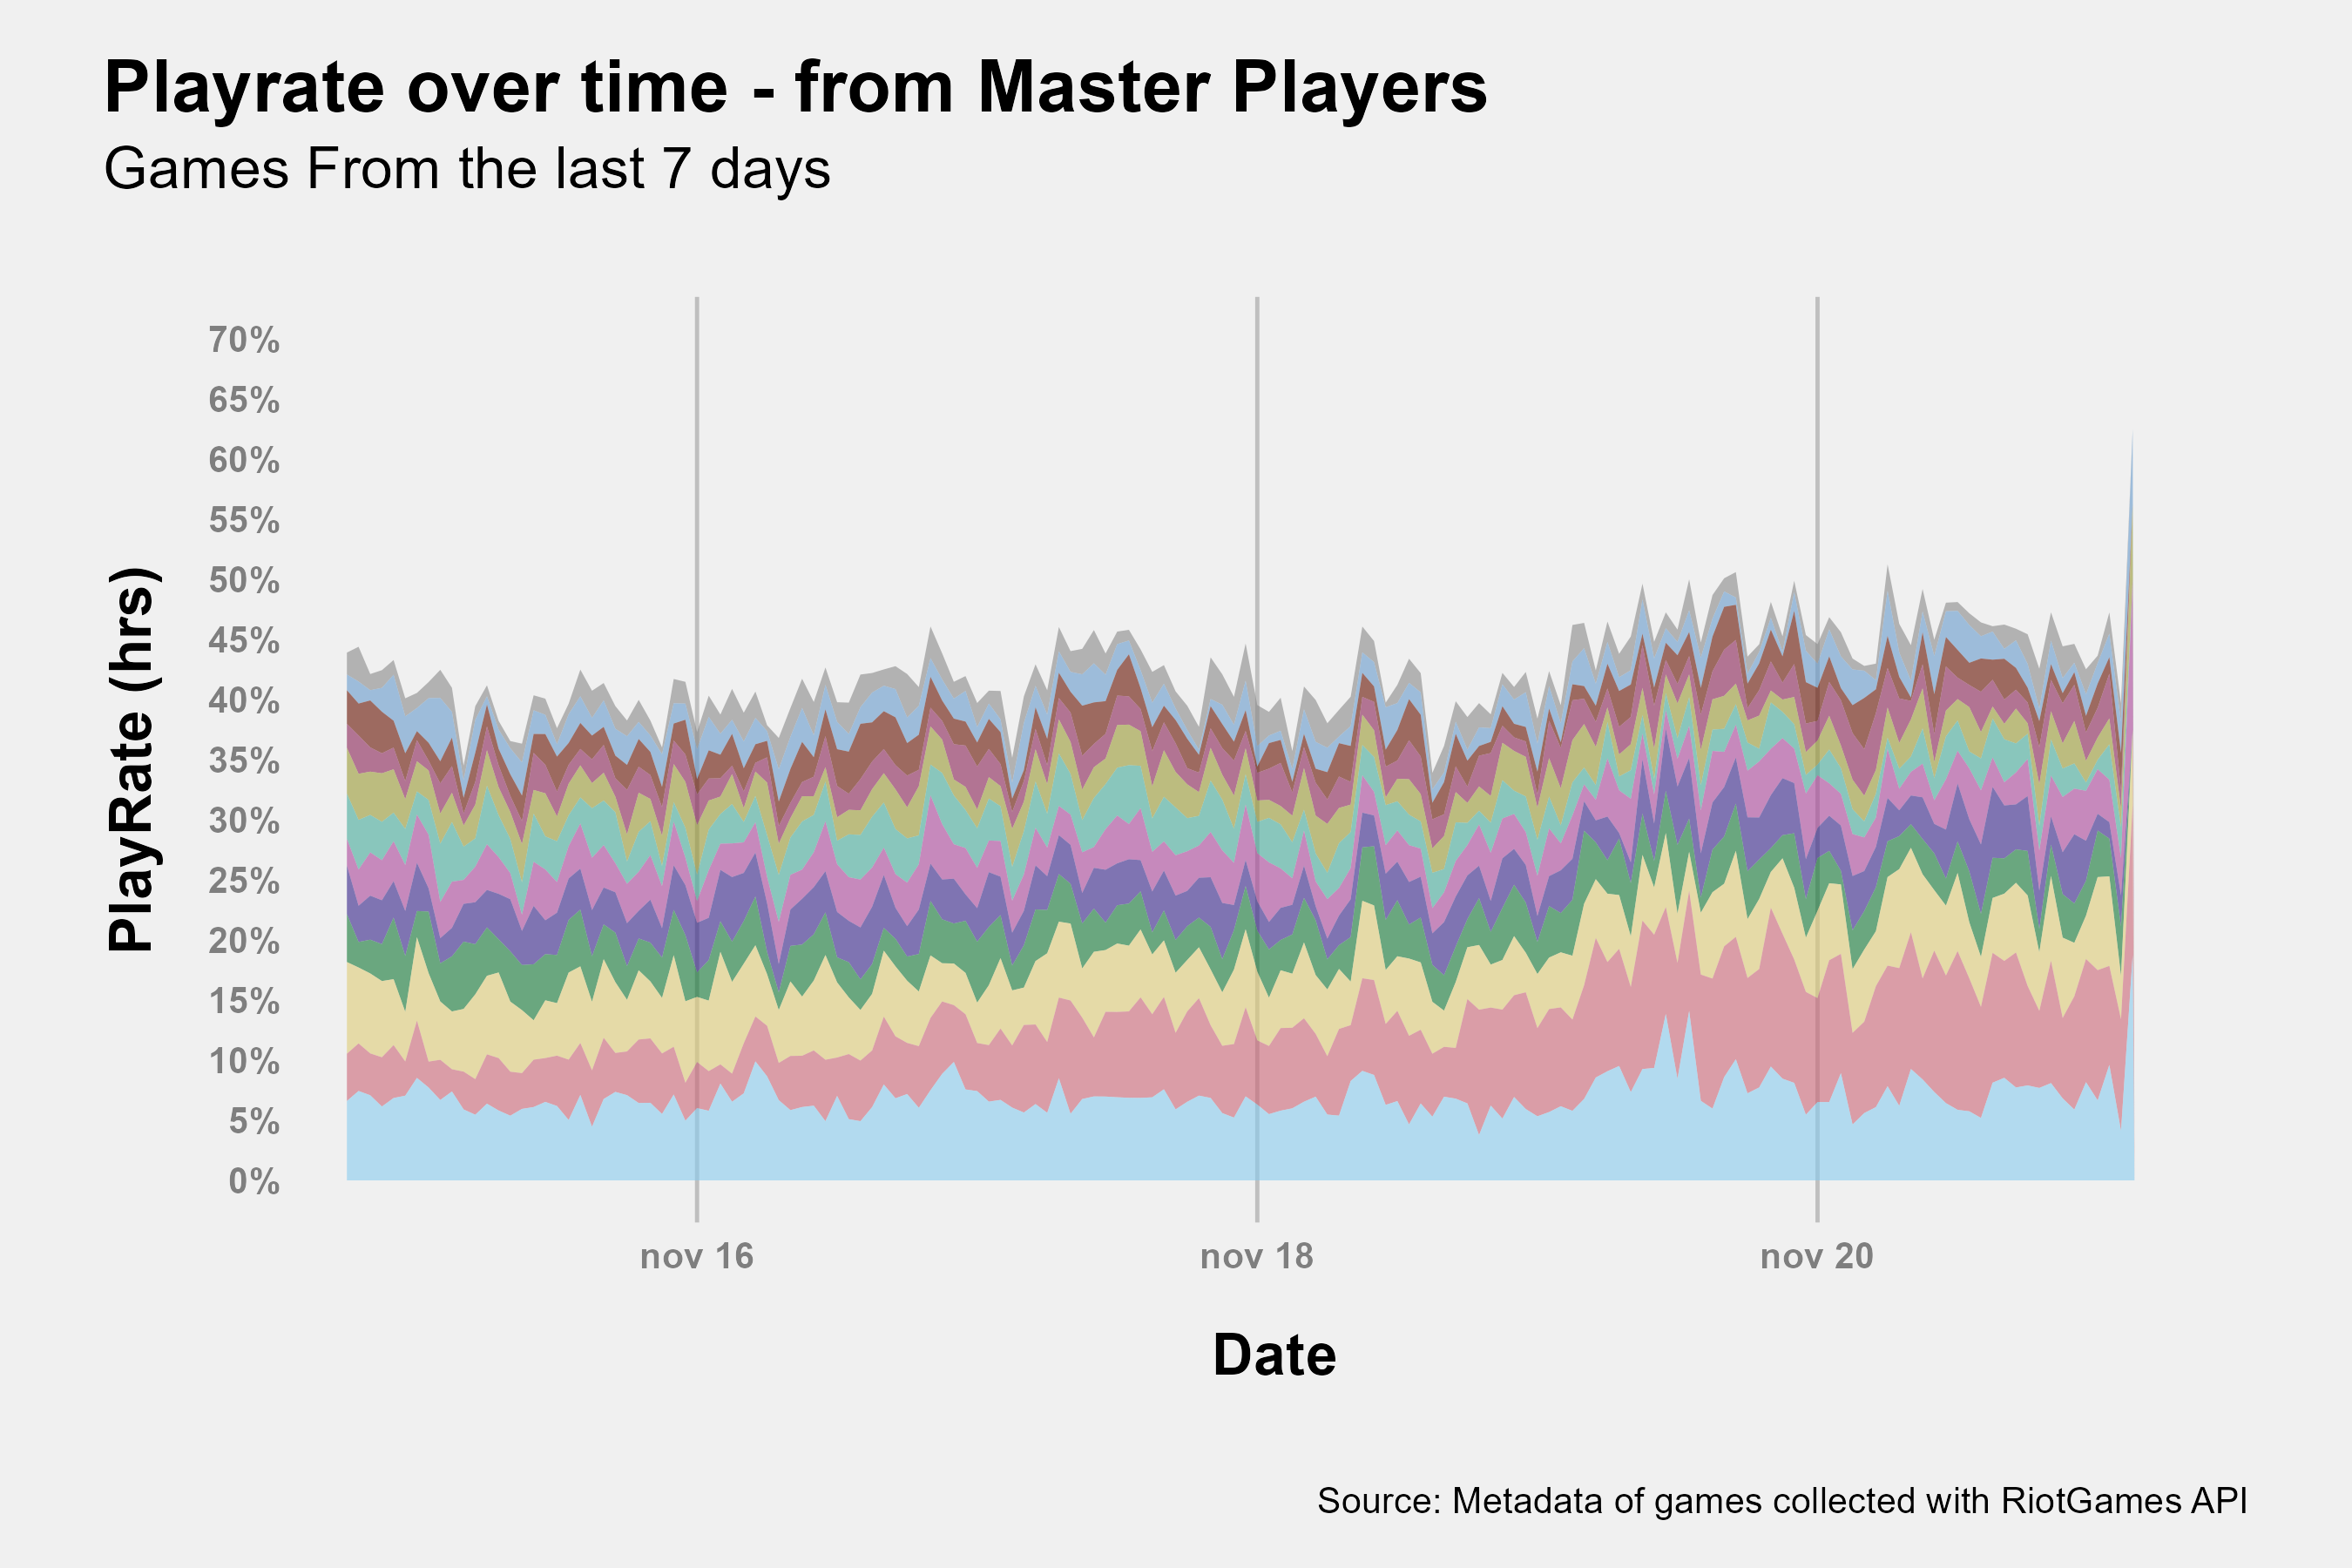 Playrate over time - from Master Players
Games From the last 7 days
70%
65%
60%
55%
50%
45%
40%
35%
30%
25%
20%
15%
10%
5%
0%
PlayRate (hrs)
nov 16
nov 18
nov 20
Date
Source: Metadata of games collected with RiotGames API